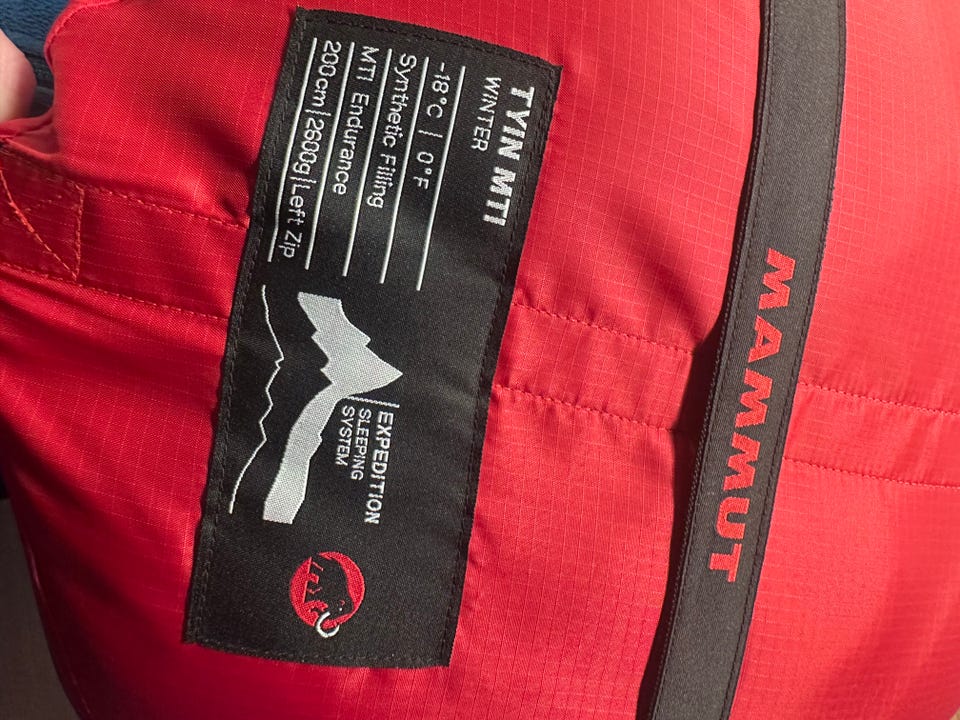 TYIN MTI
WINTER
-18°C | 0°F
Synthetic Filling
MTI Endurance
200cm|2600g|Left Zip
EXPEDITION
SLEEPING
SYSTEM
MAMMUT